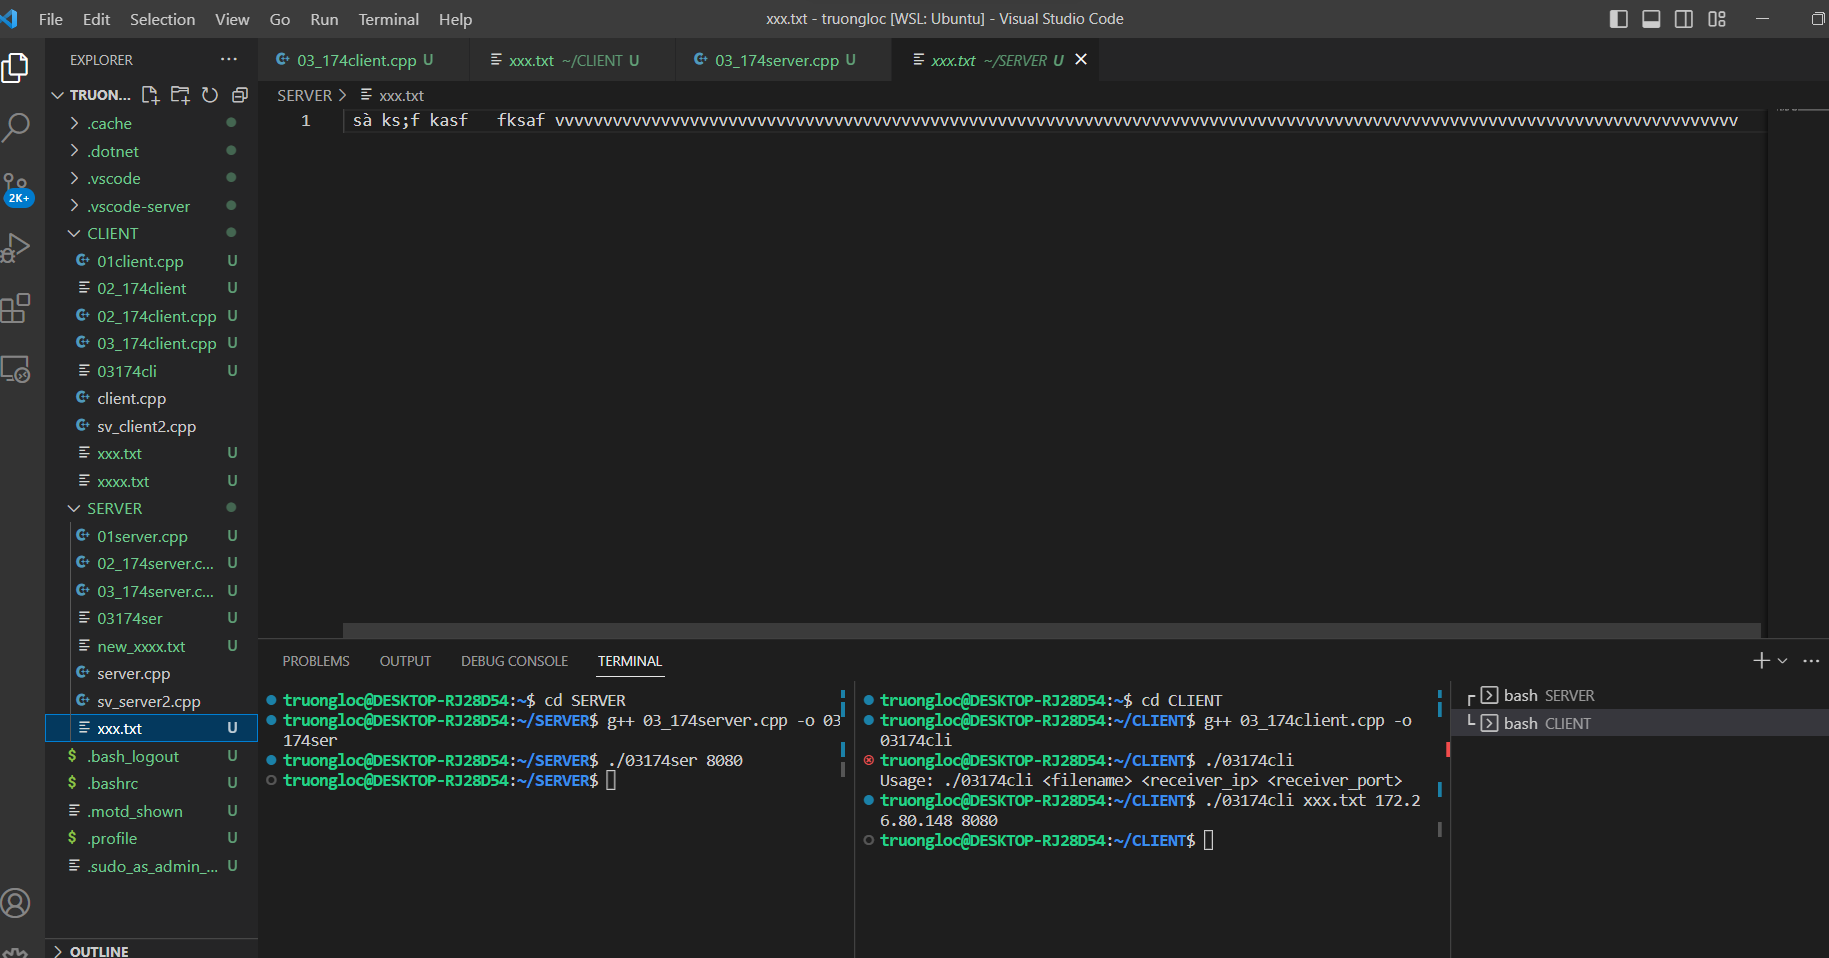 File Edit Selection View Go Run Terminal Help
xxx.txt - truongloc [WSL: Ubuntu] - Visual Studio Code
EXPLORER
2K+
TRUON...
.cache
.dotnet
.vscode
.vscode-server
CLIENT
01client.cpp U
02_174client U
02_174client.cpp U
03_174client.cpp U
03174cli U
client.cpp
sv_client2.cpp
xxx.txt U
xxxx.txt U
SERVER
01server.cpp U
02_174server.c... U
03_174server.c... U
03174ser U
new_xxxx.txt U
server.cpp
sv_server2.cpp
xxx.txt U
.bash_logout U
.bashrc U
.motd_shown U
.profile U
.sudo_as_admin_... U
OUTLINE
03_174client.cpp U
xxx.txt ~/CLIENT U
03_174server.cpp U
xxx.txt ~/SERVER U
SERVER > xxx.txt
1 sà ks;f kasf   fksaf vvvvvvvvvvvvvvvvvvvvvvvvvvvvvvvvvvvvvvvvvvvvvvvvvvvvvvvvvvvvvvvvvvvvvvvvvvvvvvvvvvvvvvvvvvvvvvvvvvvvvvvvvvvvvvvvvvvvvvvvvvv
PROBLEMS OUTPUT DEBUG CONSOLE TERMINAL
truongloc@DESKTOP-RJ28D54:~$ cd SERVER
truongloc@DESKTOP-RJ28D54:~/SERVER$ g++ 03_174server.cpp -o 03
174ser
truongloc@DESKTOP-RJ28D54:~/SERVER$ ./03174ser 8080
truongloc@DESKTOP-RJ28D54:~/SERVER$
truongloc@DESKTOP-RJ28D54:~$ cd CLIENT
truongloc@DESKTOP-RJ28D54:~/CLIENT$ g++ 03_174client.cpp -o
03174cli
truongloc@DESKTOP-RJ28D54:~/CLIENT$ ./03174cli
Usage: ./03174cli <filename> <receiver_ip> <receiver_port>
truongloc@DESKTOP-RJ28D54:~/CLIENT$ ./03174cli xxx.txt 172.2
6.80.148 8080
truongloc@DESKTOP-RJ28D54:~/CLIENT$
bash SERVER
bash CLIENT